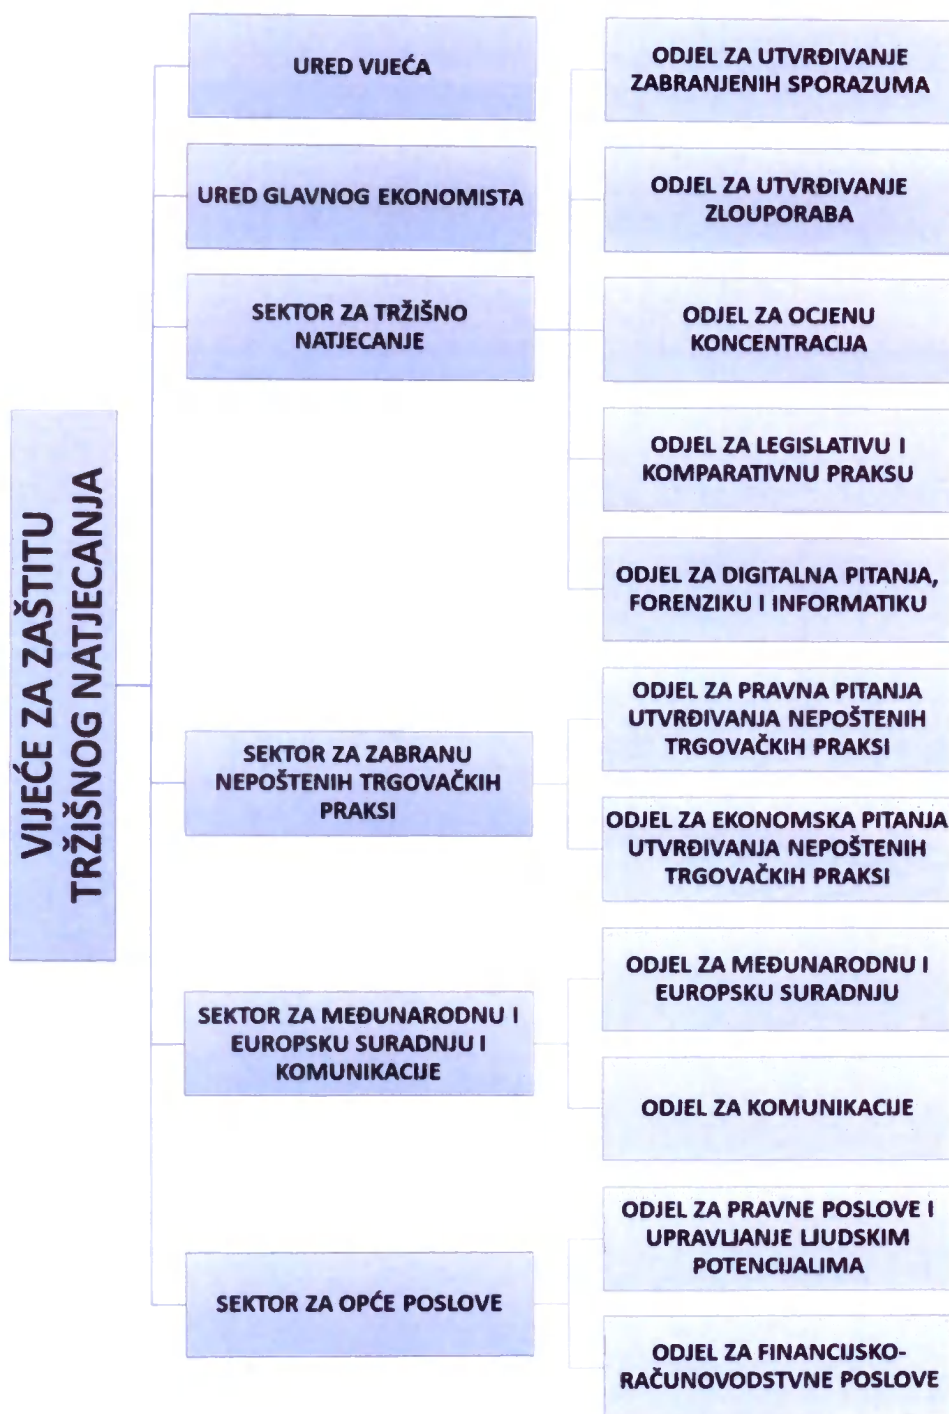 VIJEĆE ZA ZAŠTITU
TRŽIŠNOG NATJECANJA
URED VIJEĆA
URED GLAVNOG EKONOMISTA
SEKTOR ZA TRŽIŠNO
NATJECANJE
ODJEL ZA UTVRĐIVANJE
ZABRANJENIH SPORAZUMA
ODJEL ZA UTVRĐIVANJE
ZLOUPORABA
ODJEL ZA OCJENU
KONCENTRACIJA
ODJEL ZA LEGISLATIVU I
KOMPARATIVNU PRAKSU
ODJEL ZA DIGITALNA PITANJA,
FORENZIKU I INFORMATIKU
SEKTOR ZA ZABRANU
NEPOŠTENIH TRGOVAČKIH
PRAKSI
ODJEL ZA PRAVNA PITANJA
UTVRĐIVANJA NEPOŠTENIH
TRGOVAČKIH PRAKSI
ODJEL ZA EKONOMSKA PITANJA
UTVRĐIVANJA NEPOŠTENIH
TRGOVAČKIH PRAKSI
SEKTOR ZA MEĐUNARODNU I
EUROPSKU SURADNJU I
KOMUNIKACIJE
ODJEL ZA MEĐUNARODNU I
EUROPSKU SURADNJU
ODJEL ZA KOMUNIKACIJE
SEKTOR ZA OPĆE POSLOVE
ODJEL ZA PRAVNE POSLOVE I
UPRAVLJANJE LJUDSKIM
POTENCIJALIMA
ODJEL ZA FINANCIJSKO-
RAČUNOVODSTVNE POSLOVE